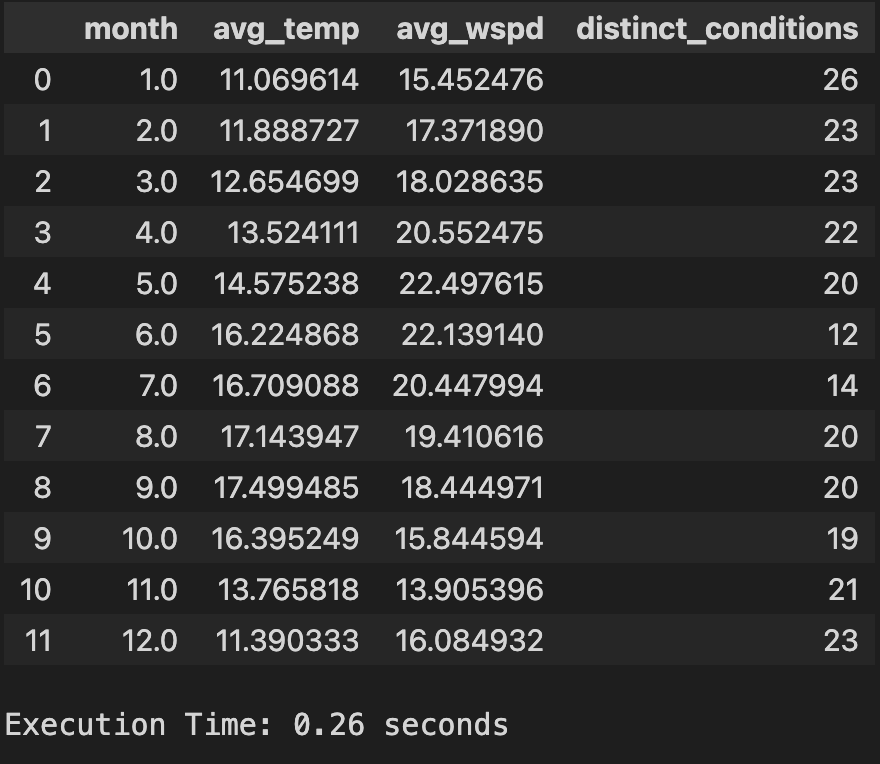 month avg_temp avg_wspd distinct_conditions
0 1.0 11.069614 15.452476 26
1 2.0 11.888727 17.371890 23
2 3.0 12.654699 18.028635 23
3 4.0 13.524111 20.552475 22
4 5.0 14.575238 22.497615 20
5 6.0 16.224868 22.139140 12
6 7.0 16.709088 20.447994 14
7 8.0 17.143947 19.410616 20
8 9.0 17.499485 18.444971 20
9 10.0 16.395249 15.844594 19
10 11.0 13.765818 13.905396 21
11 12.0 11.390333 16.084932 23
Execution Time: 0.26 seconds